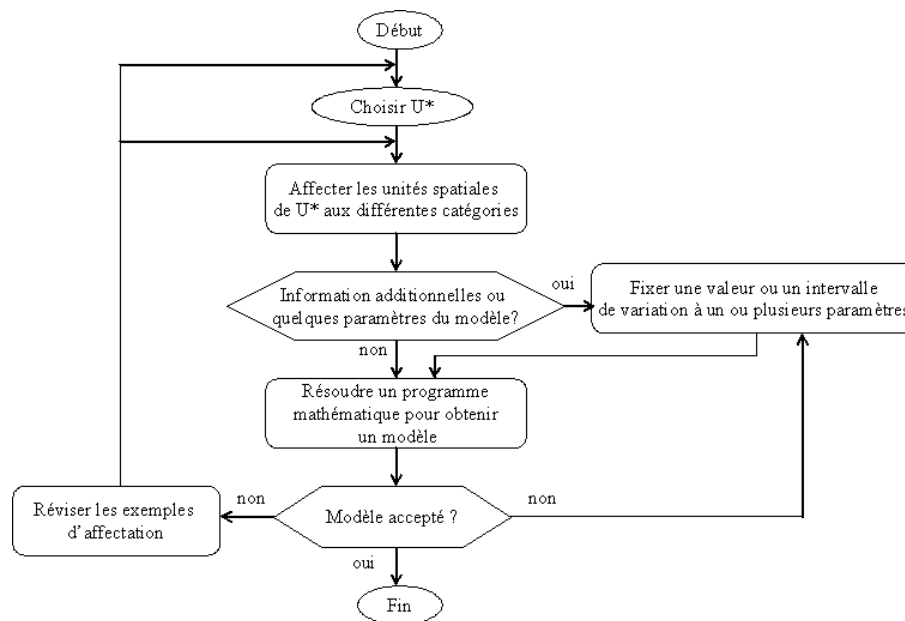 Début
Choisir U*
Affecter les unités spatiales
de U* aux différentes catégories
Information additionnelles ou
quelques paramètres du modèle?
oui
Fixer une valeur ou un intervalle
de variation à un ou plusieurs paramètres
non
Résoudre un programme
mathématique pour obtenir
un modèle
Réviser les exemples
d'affectation
non
Modèle accepté ?
non
oui
Fin